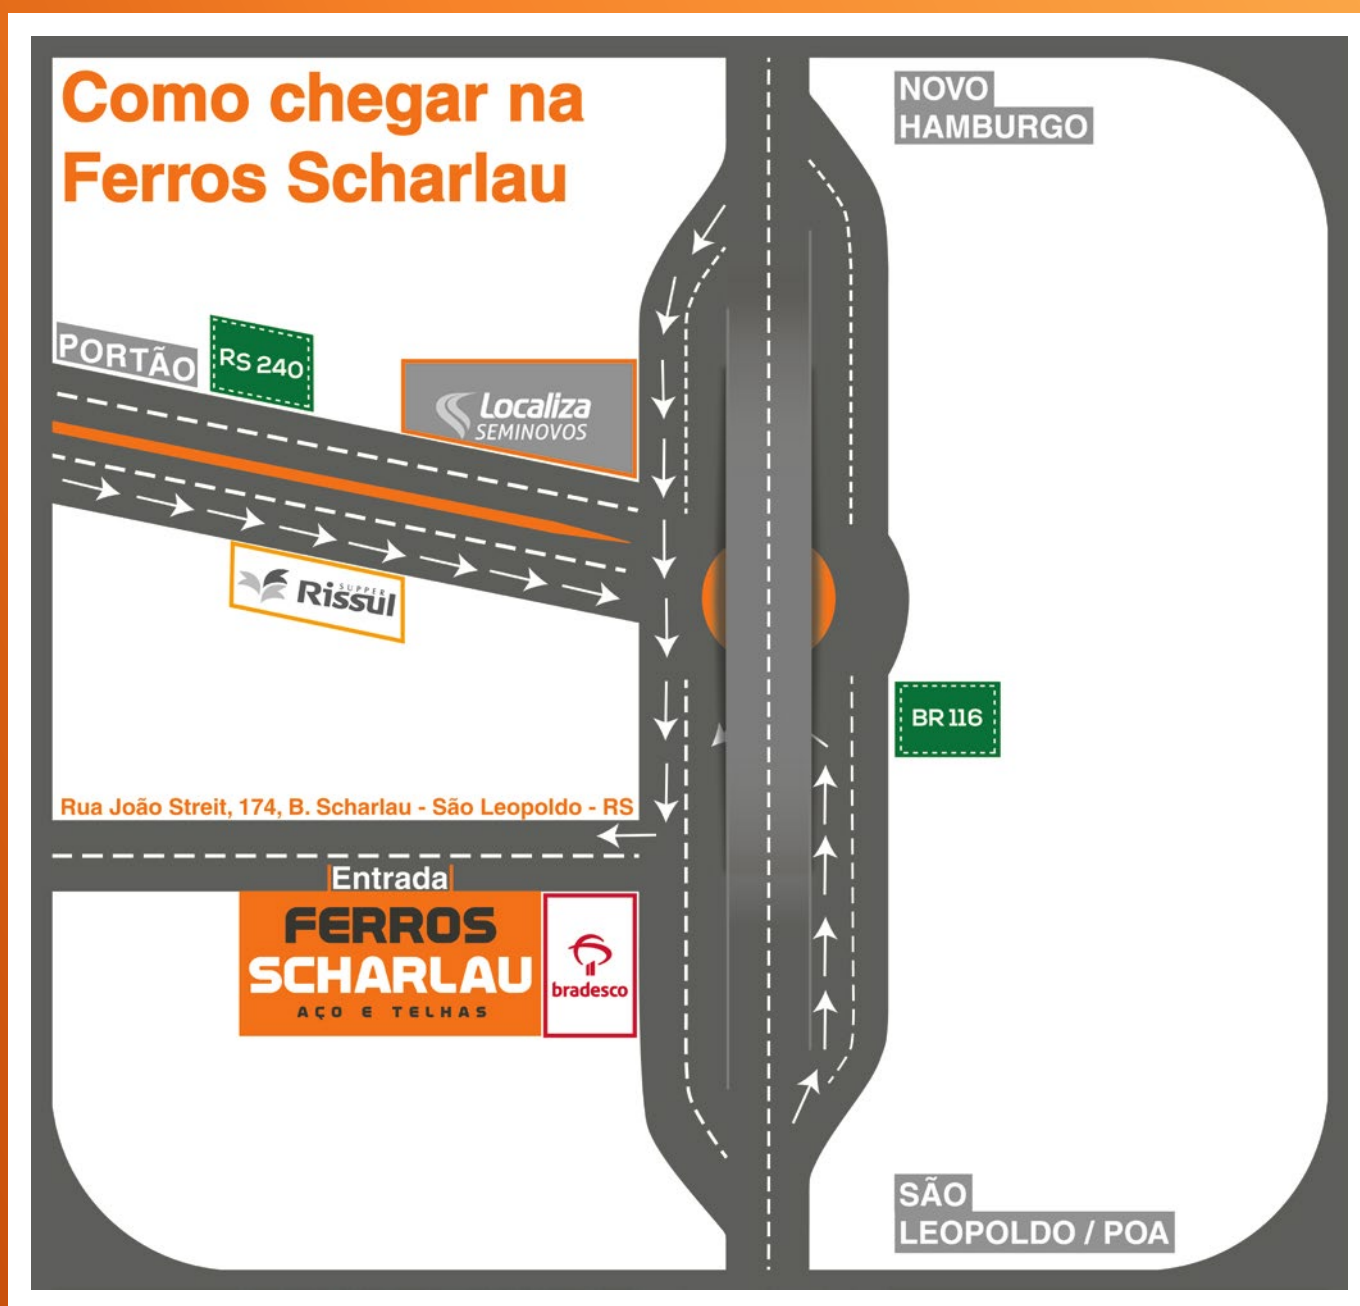 Como chegar na
Ferros Scharlau
NOVO
HAMBURGO
PORTÃO
RS 240
Localiza
SEMINOVOS
SUPPER
Rissul
BR 116
Rua João Streit, 174, B. Scharlau - São Leopoldo - RS
Entrada
FERROS
SCHARLAU
AÇO E TELHAS
bradesco
SÃO
LEOPOLDO / POA